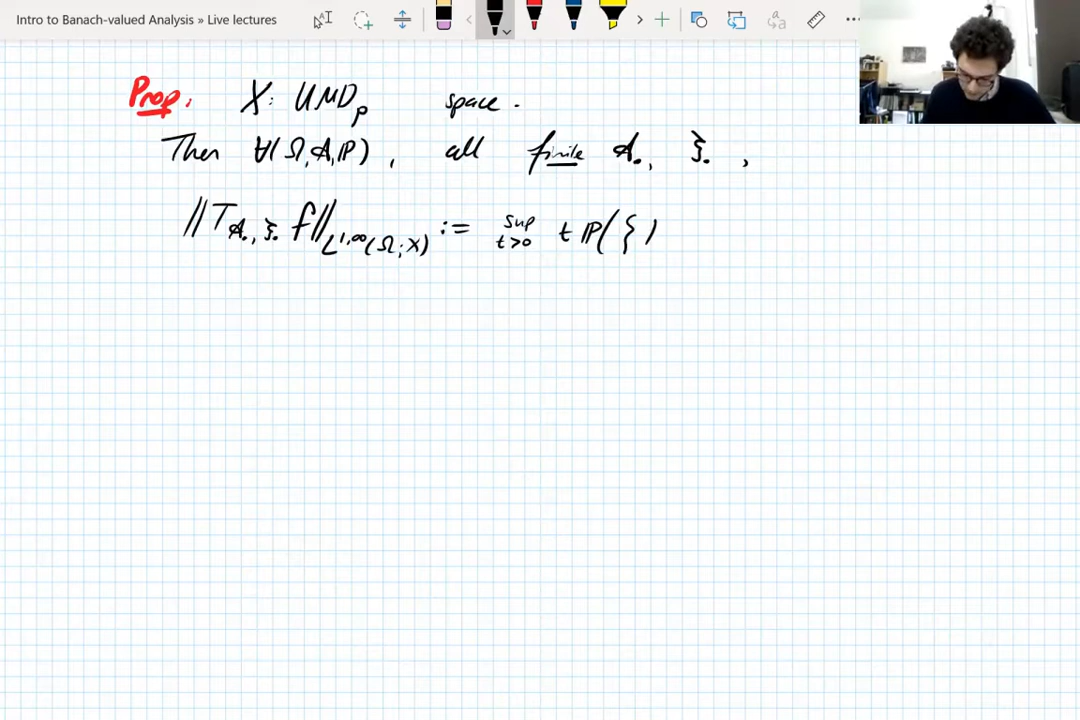 Intro to Banach-valued Analysis » Live lectures
Prop: X: UMD_p space.
Then ∀(Ω, 𝒜, ℙ), all finite 𝒜., ξ.,
‖T_{𝒜., ξ.} f‖_{L^{1,∞}(Ω; X)} := sup_{t>0} t ℙ({ )